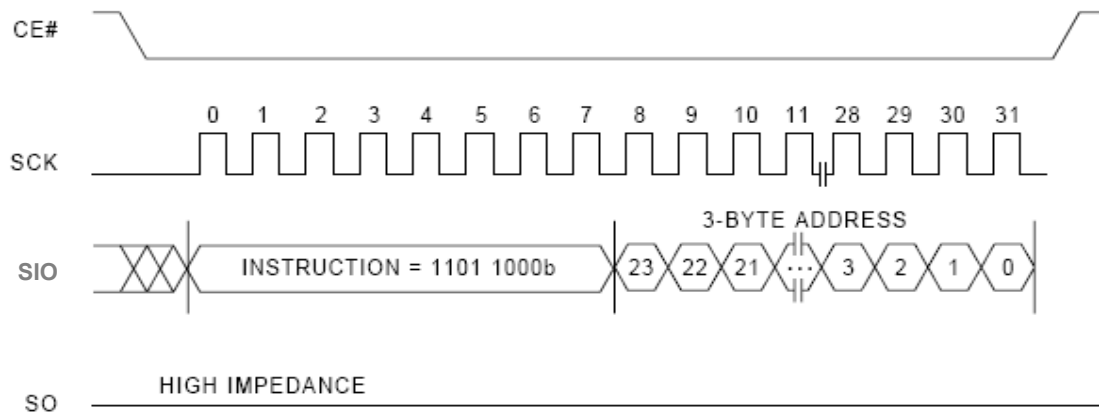 CE#
0 1 2 3 4 5 6 7 8 9 10 11 28 29 30 31
SCK
3-BYTE ADDRESS
SIO INSTRUCTION = 1101 1000b 23 22 21 ... 3 2 1 0
HIGH IMPEDANCE
SO